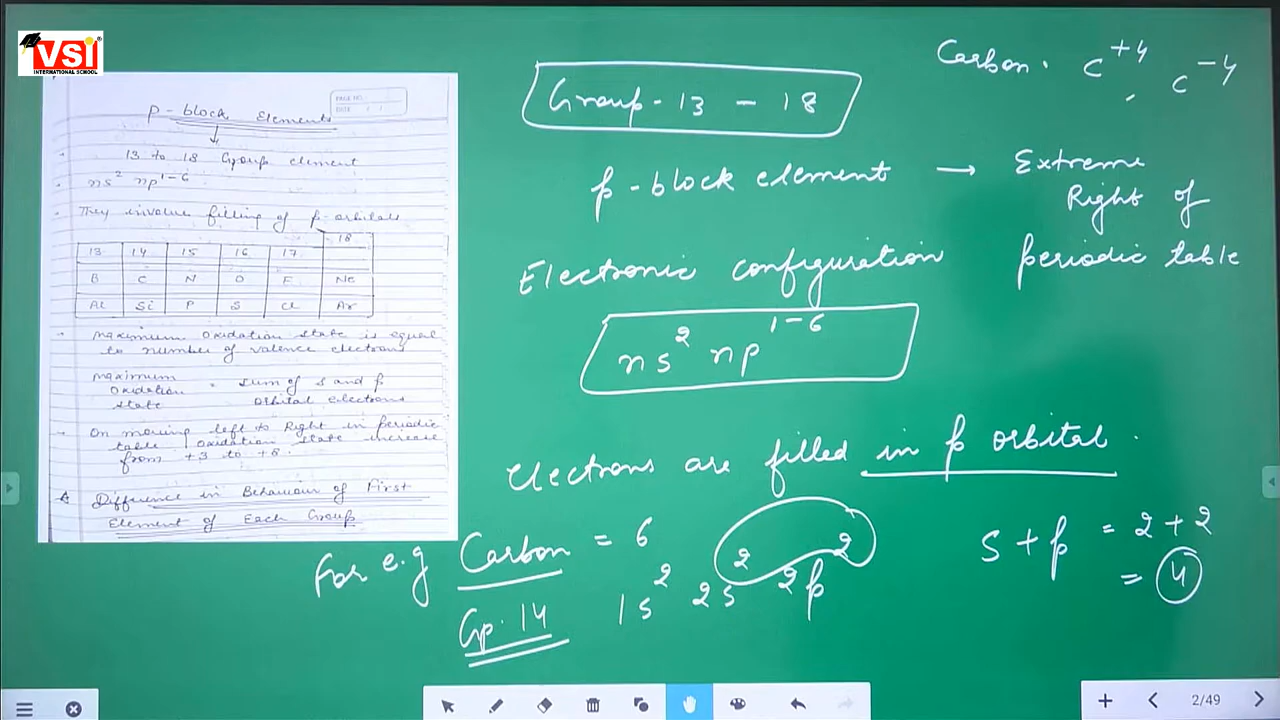 VSI
INTERNATIONAL SCHOOL
PAGE NO.
DATE / /
p-block Elements
13 to 18 Group element
ns² np¹⁻⁶
They involve filling of p-orbitals
18
13 14 15 16 17
B C N O F Ne
Al Si P S Cl Ar
Maximum oxidation state is equal
to number of valence electrons
Maximum
oxidation = sum of s and p
state orbital electrons
On moving left to Right in periodic
table oxidation state increase
from +3 to +8.
Difference in Behaviour of First
Element of Each Group
Carbon. C⁺⁴ C⁻⁴
Group-13 - 18
p-block element → Extreme
Right of
periodic table
Electronic configuration
ns² np¹⁻⁶
Electrons are filled in p orbital.
For e.g Carbon = 6
Gp. 14 1s² 2s² 2p²
s+p = 2+2
= 4
2/49